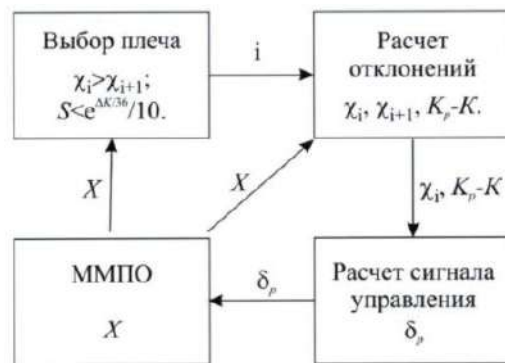 Выбор плеча
χᵢ>χᵢ₊₁;
S<e^ΔK/36/10.
i
Расчет
отклонений
χᵢ, χᵢ₊₁, Kₚ-K.
X
X
χᵢ, Kₚ-K
ММПО
X
δₚ
Расчет сигнала
управления
δₚ